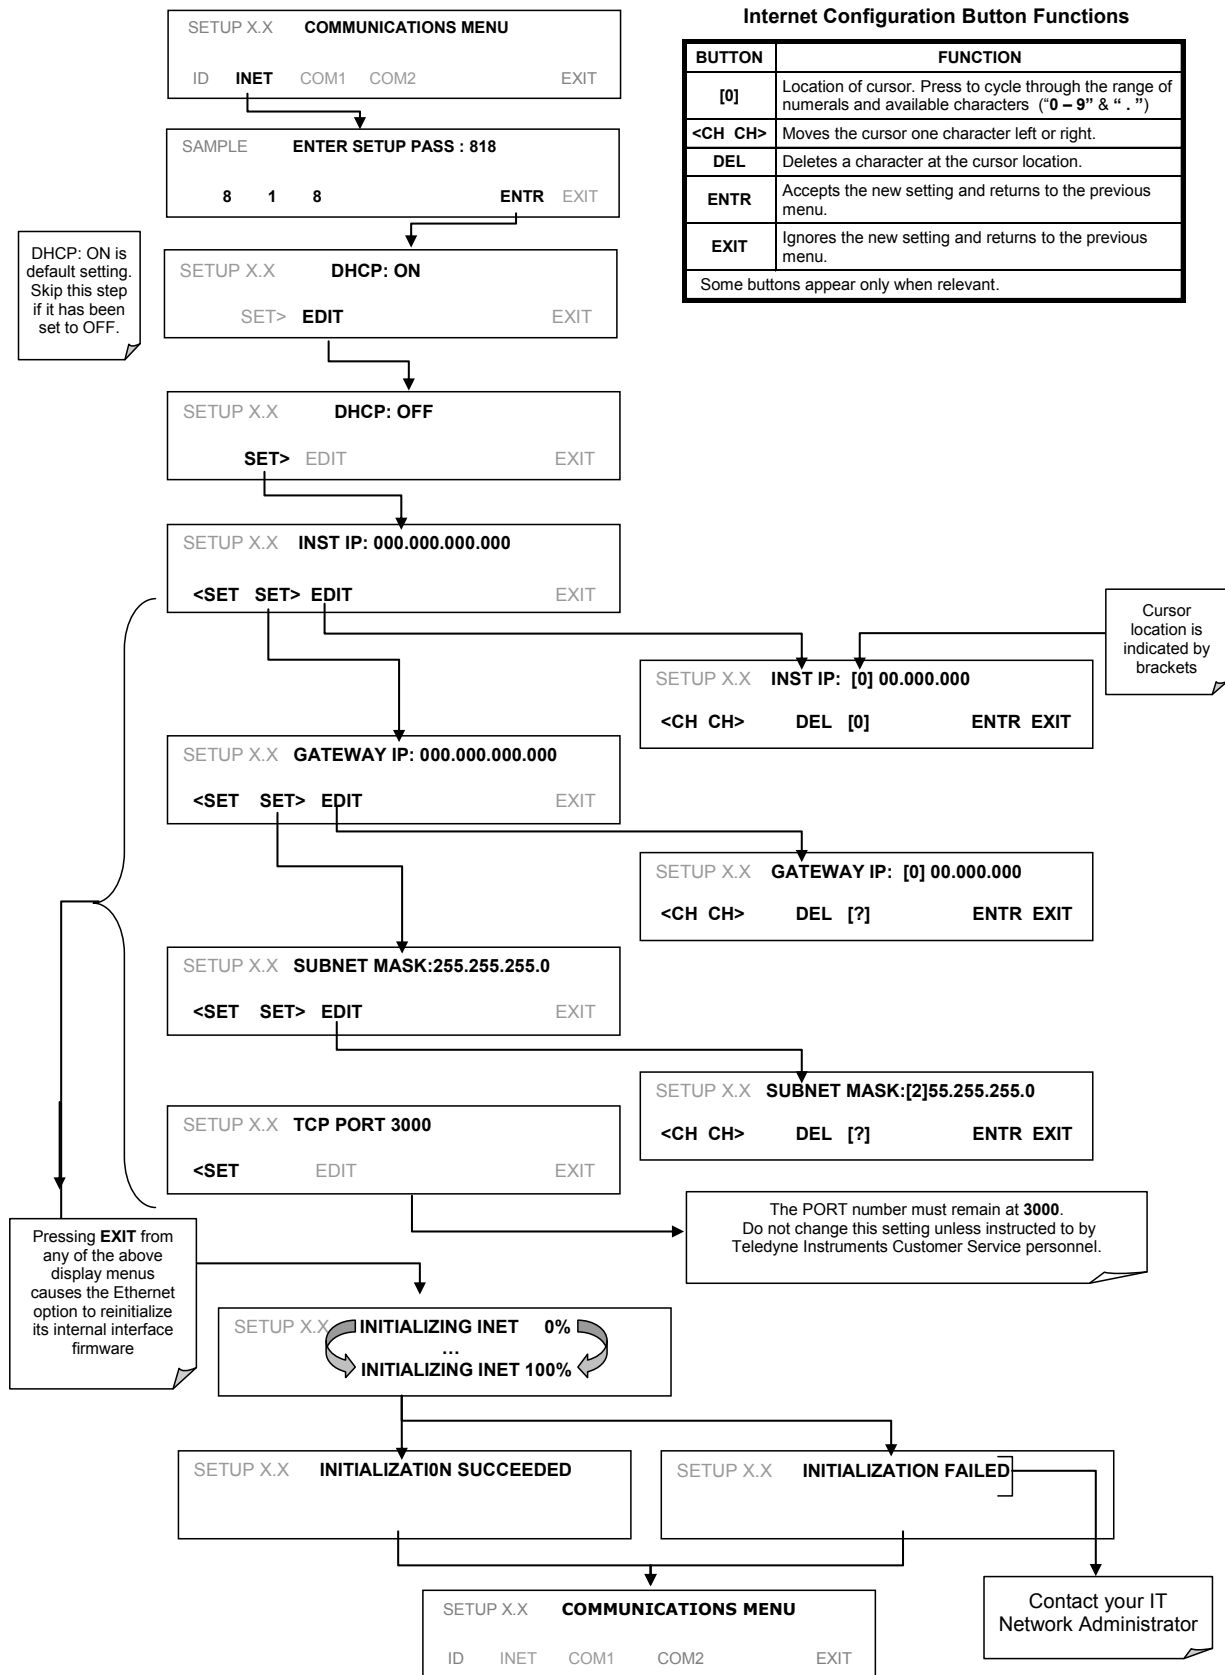 SETUP X.X COMMUNICATIONS MENU
ID INET COM1 COM2 EXIT
Internet Configuration Button Functions
BUTTON FUNCTION
[0] Location of cursor. Press to cycle through the range of
numerals and available characters (“0 – 9” & “ . ”)
<CH CH> Moves the cursor one character left or right.
DEL Deletes a character at the cursor location.
ENTR Accepts the new setting and returns to the previous
menu.
EXIT Ignores the new setting and returns to the previous
menu.
Some buttons appear only when relevant.
SAMPLE ENTER SETUP PASS : 818
8 1 8 ENTR EXIT
DHCP: ON is
default setting.
Skip this step
if it has been
set to OFF.
SETUP X.X DHCP: ON
SET> EDIT EXIT
SETUP X.X DHCP: OFF
SET> EDIT EXIT
SETUP X.X INST IP: 000.000.000.000
<SET SET> EDIT EXIT
Cursor
location is
indicated by
brackets
SETUP X.X INST IP: [0] 00.000.000
<CH CH> DEL [0] ENTR EXIT
SETUP X.X GATEWAY IP: 000.000.000.000
<SET SET> EDIT EXIT
SETUP X.X GATEWAY IP: [0] 00.000.000
<CH CH> DEL [?] ENTR EXIT
SETUP X.X SUBNET MASK:255.255.255.0
<SET SET> EDIT EXIT
SETUP X.X SUBNET MASK:[2]55.255.255.0
<CH CH> DEL [?] ENTR EXIT
SETUP X.X TCP PORT 3000
<SET EDIT EXIT
The PORT number must remain at 3000.
Do not change this setting unless instructed to by
Teledyne Instruments Customer Service personnel.
Pressing EXIT from
any of the above
display menus
causes the Ethernet
option to reinitialize
its internal interface
firmware
SETUP X.X INITIALIZING INET 0%
…
INITIALIZING INET 100%
SETUP X.X INITIALIZATI0N SUCCEEDED
SETUP X.X INITIALIZATION FAILED
Contact your IT
Network Administrator
SETUP X.X COMMUNICATIONS MENU
ID INET COM1 COM2 EXIT